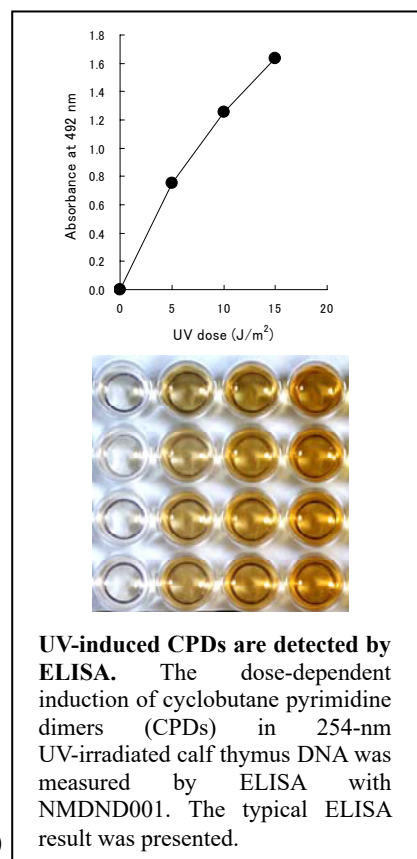 1.8
1.6
1.4
1.2
1.0
0.8
0.6
0.4
0.2
0.0
Absorbance at 492 nm
0 5 10 15 20
UV dose (J/m²)
UV-induced CPDs are detected by
ELISA. The dose-dependent
induction of cyclobutane pyrimidine
dimers (CPDs) in 254-nm
UV-irradiated calf thymus DNA was
measured by ELISA with
NMDND001. The typical ELISA
result was presented.
)